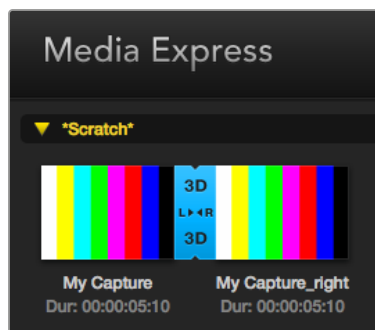 Media Express
*Scratch*
3D
L R
3D
My Capture My Capture_right
Dur: 00:00:05:10 Dur: 00:00:05:10